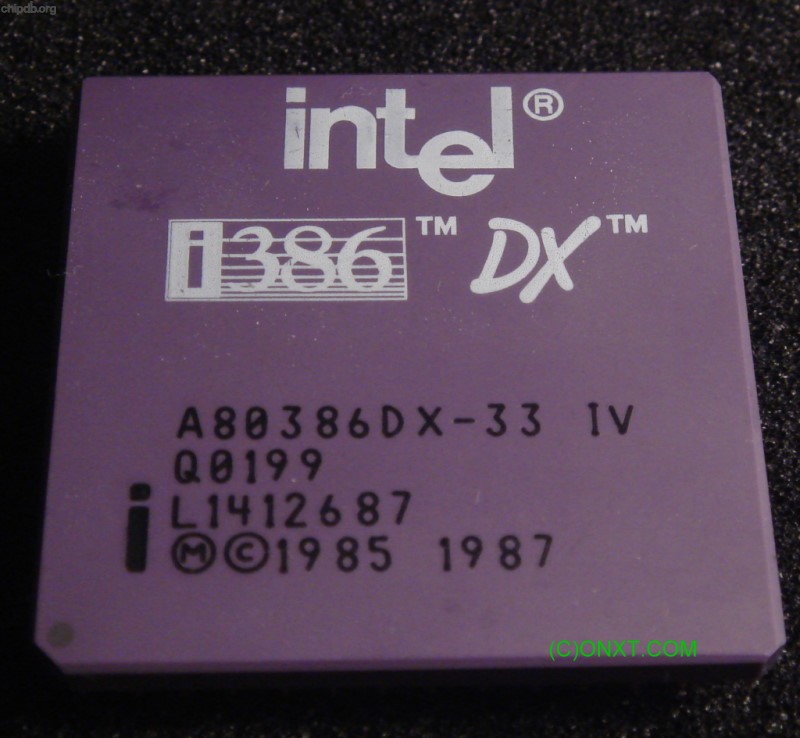 chipdb.org
intel®
i386™ DX™
A80386DX-33 IV
Q0199
i L1412687
Ⓜ©1985 1987
(C)ONXT.COM